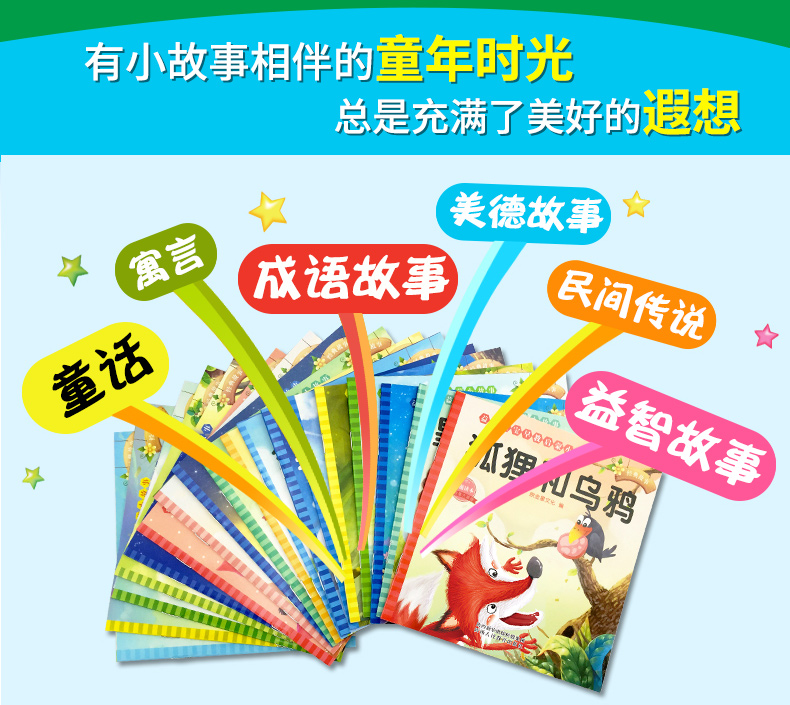 有小故事相伴的童年时光
总是充满了美好的遐想
美德故事
寓言
成语故事
民间传说
童话
益智故事
狐狸和乌鸦